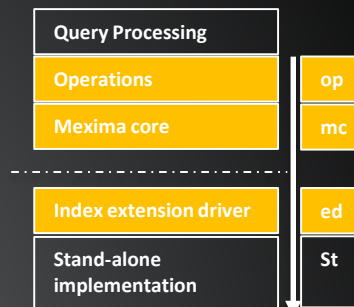 Query Processing
Operations
op
Mexima core
mc
Index extension driver
ed
Stand-alone
St
implementation